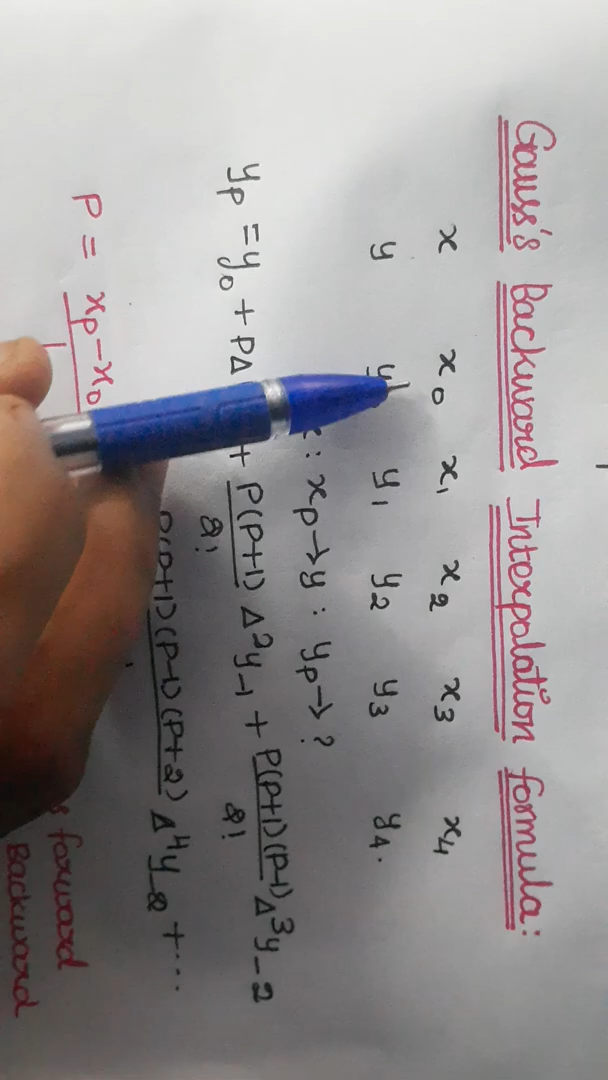 Gauss's Backward Interpolation formula:
x x₀ x₁ x₂ x₃ x₄
y y₁ y₂ y₃ y₄.
: xₚ→y : yₚ→ ?
yₚ = y₀ + PΔ + P(P+1)/2! Δ²y₋₁ + P(P+1)(P-1)/2! Δ³y₋₂
P(P+1)(P-1)(P+2) Δ⁴y₋₂ + ...
P = xₚ-x₀
forward
Backward